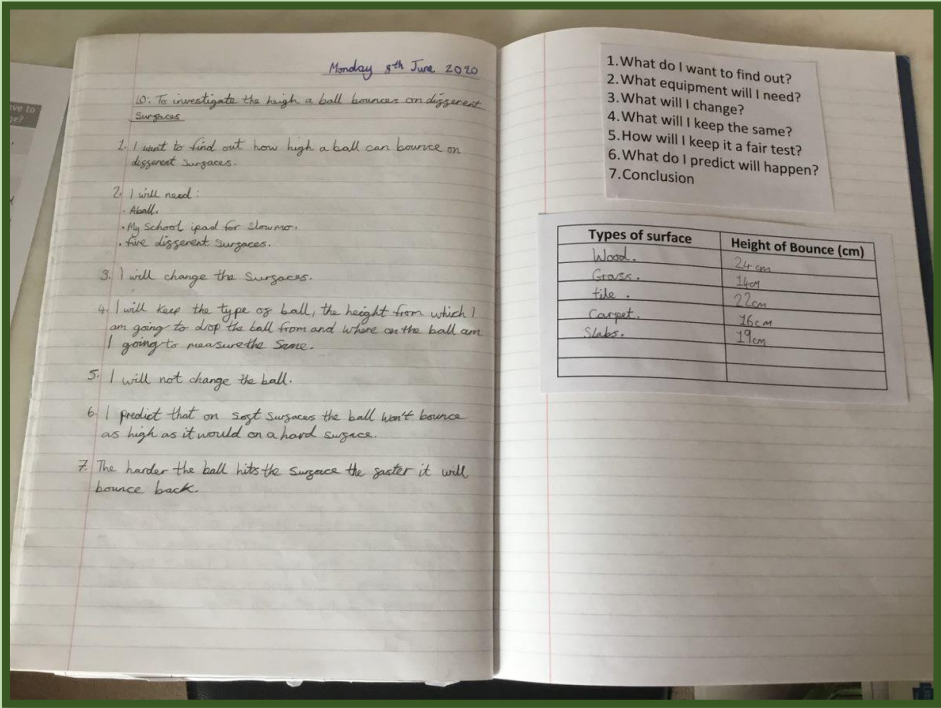 Monday 8th June 2020
LO: To investigate the heigh a ball bounces on different
surfaces
1. I want to find out how high a ball can bounce on
different surfaces.
2. I will need:
• A ball.
• My school ipad for slowmo.
• five different surfaces.
3. I will change the surfaces.
4. I will keep the type of ball, the height from which I
am going to drop the ball from and where on the ball am
I going to measure the same.
5. I will not change the ball.
6. I predict that on soft surfaces the ball won't bounce
as high as it would on a hard surface.
7. The harder the ball hits the surface the faster it will
bounce back.
1. What do I want to find out?
2. What equipment will I need?
3. What will I change?
4. What will I keep the same?
5. How will I keep it a fair test?
6. What do I predict will happen?
7. Conclusion
Types of surface Height of Bounce (cm)
Wood. 24cm
Grass. 14cm
tile. 22cm
Carpet. 16cm
Slabs. 19cm